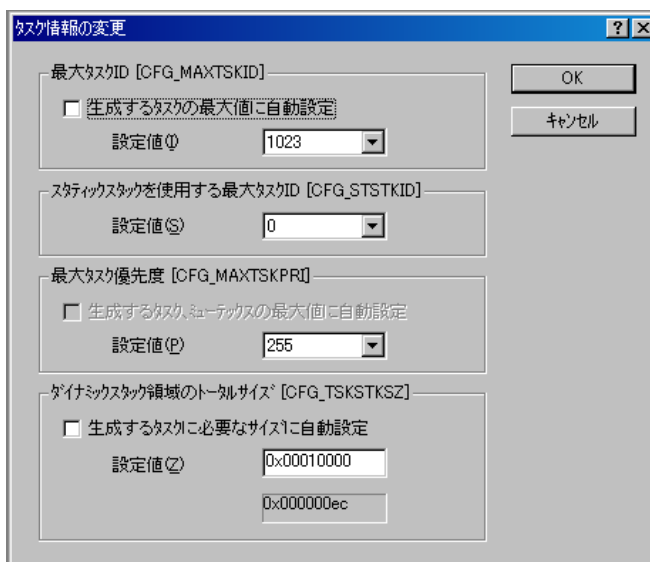 タスク情報の変更
最大タスクID [CFG_MAXTSKID]
生成するタスクの最大値に自動設定
設定値(I)
1023
スタティックスタックを使用する最大タスクID [CFG_STSTKID]
設定値(S)
0
最大タスク優先度 [CFG_MAXTSKPRI]
生成するタスク、ミューテックスの最大値に自動設定
設定値(P)
255
ダイナミックスタック領域のトータルサイズ [CFG_TSKSTKSZ]
生成するタスクに必要なサイズに自動設定
設定値(Z)
0x00010000
0x000000ec
OK
キャンセル